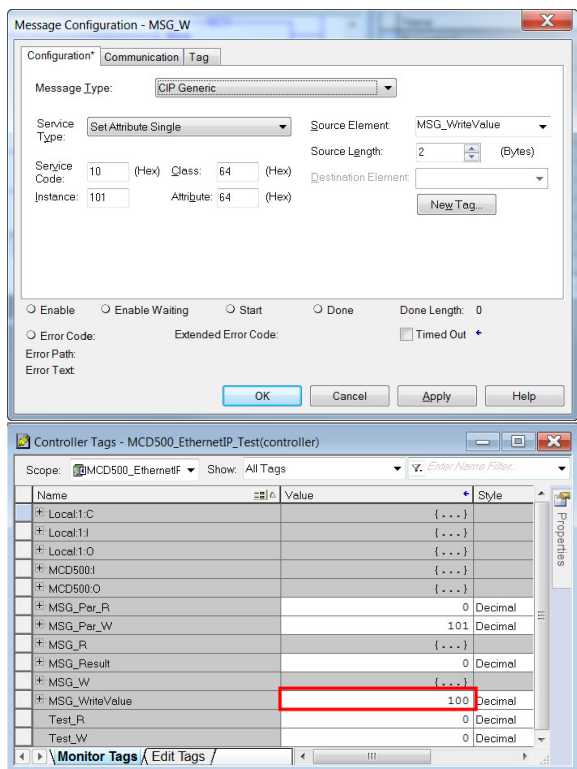 Message Configuration - MSG_W
Configuration* Communication Tag
Message Type: CIP Generic
Service Type: Set Attribute Single
Source Element: MSG_WriteValue
Source Length: 2 (Bytes)
Service Code: 10 (Hex) Class: 64 (Hex)
Destination Element:
Instance: 101 Attribute: 64 (Hex)
New Tag...
Enable Enable Waiting Start Done Done Length: 0
Error Code: Extended Error Code: Timed Out
Error Path:
Error Text:
OK Cancel Apply Help
Controller Tags - MCD500_EthernetIP_Test(controller)
Scope: MCD500_EthernetIF Show: All Tags Enter Name Filter...
Name Value Style
Local:1:C {...}
Local:1:I {...}
Local:1:O {...}
MCD500:I {...}
MCD500:O {...}
MSG_Par_R 0 Decimal
MSG_Par_W 101 Decimal
MSG_R {...}
MSG_Result 0 Decimal
MSG_W {...}
MSG_WriteValue 100 Decimal
Test_R 0 Decimal
Test_W 0 Decimal
Monitor Tags Edit Tags
Properties